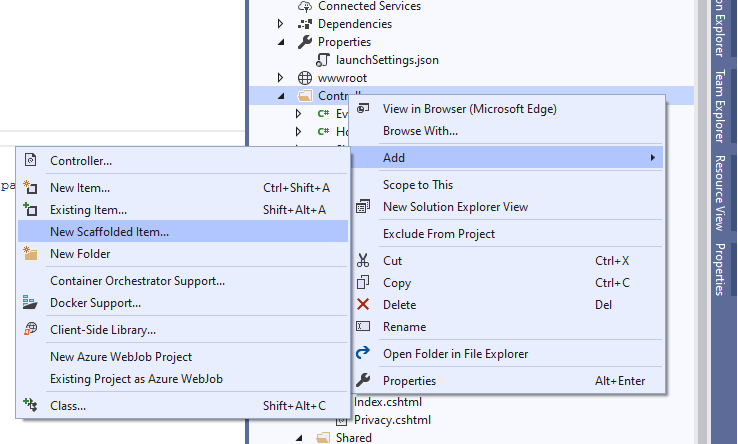 Connected Services
Dependencies
Properties
launchSettings.json
wwwroot
Control
C# Ev
C# Ho
View in Browser (Microsoft Edge)
Browse With...
Add
Scope to This
New Solution Explorer View
Exclude From Project
Cut Ctrl+X
Copy Ctrl+C
Delete Del
Rename
Open Folder in File Explorer
Properties Alt+Enter
Controller...
New Item... Ctrl+Shift+A
Existing Item... Shift+Alt+A
New Scaffolded Item...
New Folder
Container Orchestrator Support...
Docker Support...
Client-Side Library...
New Azure WebJob Project
Existing Project as Azure WebJob
Class... Shift+Alt+C
pa
Index.cshtml
Privacy.cshtml
Shared
on Explorer
Team Explorer
Resource View
Properties